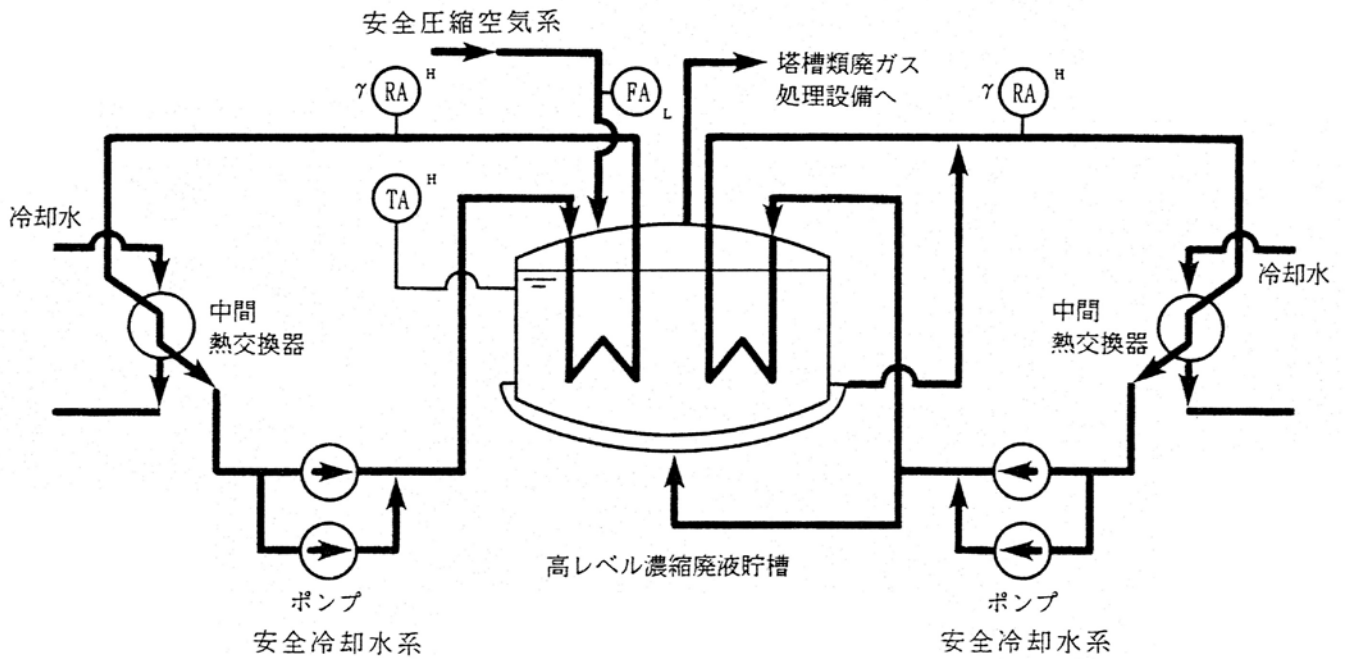 安全圧縮空気系
γ RA H
FA L
塔槽類廃ガス
処理設備へ
γ RA H
TA H
冷却水
冷却水
中間
熱交換器
中間
熱交換器
高レベル濃縮廃液貯槽
ポンプ
ポンプ
安全冷却水系
安全冷却水系